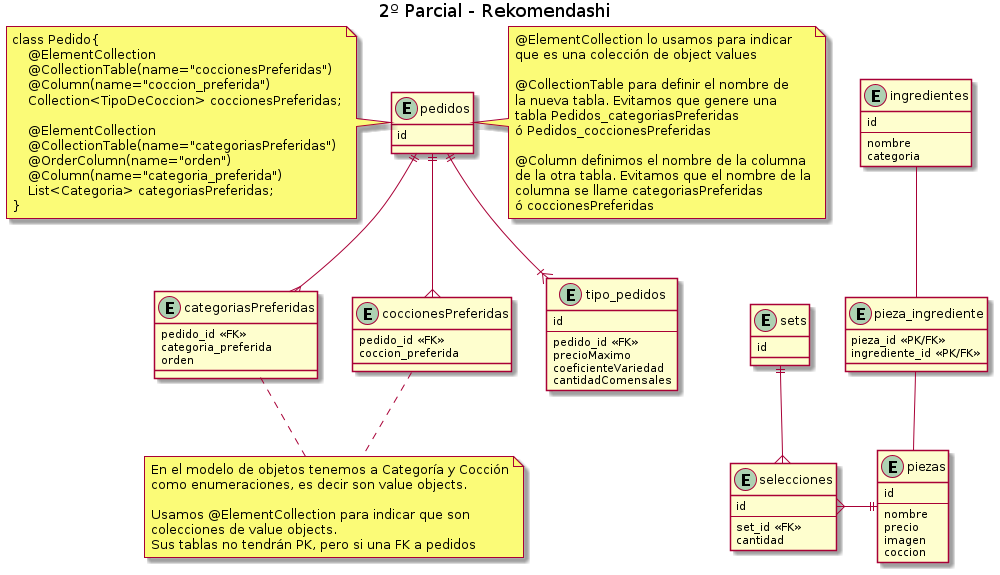 2º Parcial - Rekomendashi
class Pedido{
@ElementCollection
@CollectionTable(name="coccionesPreferidas")
@Column(name="coccion_preferida")
Collection<TipoDeCoccion> coccionesPreferidas;
@ElementCollection
@CollectionTable(name="categoriasPreferidas")
@OrderColumn(name="orden")
@Column(name="categoria_preferida")
List<Categoria> categoriasPreferidas;
}
E pedidos
id
@ElementCollection lo usamos para indicar
que es una colección de object values
@CollectionTable para definir el nombre de
la nueva tabla. Evitamos que genere una
tabla Pedidos_categoriasPreferidas
ó Pedidos_coccionesPreferidas
@Column definimos el nombre de la columna
de la otra tabla. Evitamos que el nombre de la
columna se llame categoriasPreferidas
ó coccionesPreferidas
E ingredientes
id
nombre
categoria
E categoriasPreferidas
pedido_id «FK»
categoria_preferida
orden
E coccionesPreferidas
pedido_id «FK»
coccion_preferida
E tipo_pedidos
id
pedido_id «FK»
precioMaximo
coeficienteVariedad
cantidadComensales
E sets
id
E pieza_ingrediente
pieza_id «PK/FK»
ingrediente_id «PK/FK»
En el modelo de objetos tenemos a Categoría y Cocción
como enumeraciones, es decir son value objects.
Usamos @ElementCollection para indicar que son
colecciones de value objects.
Sus tablas no tendrán PK, pero si una FK a pedidos
E selecciones
id
set_id «FK»
cantidad
E piezas
id
nombre
precio
imagen
coccion